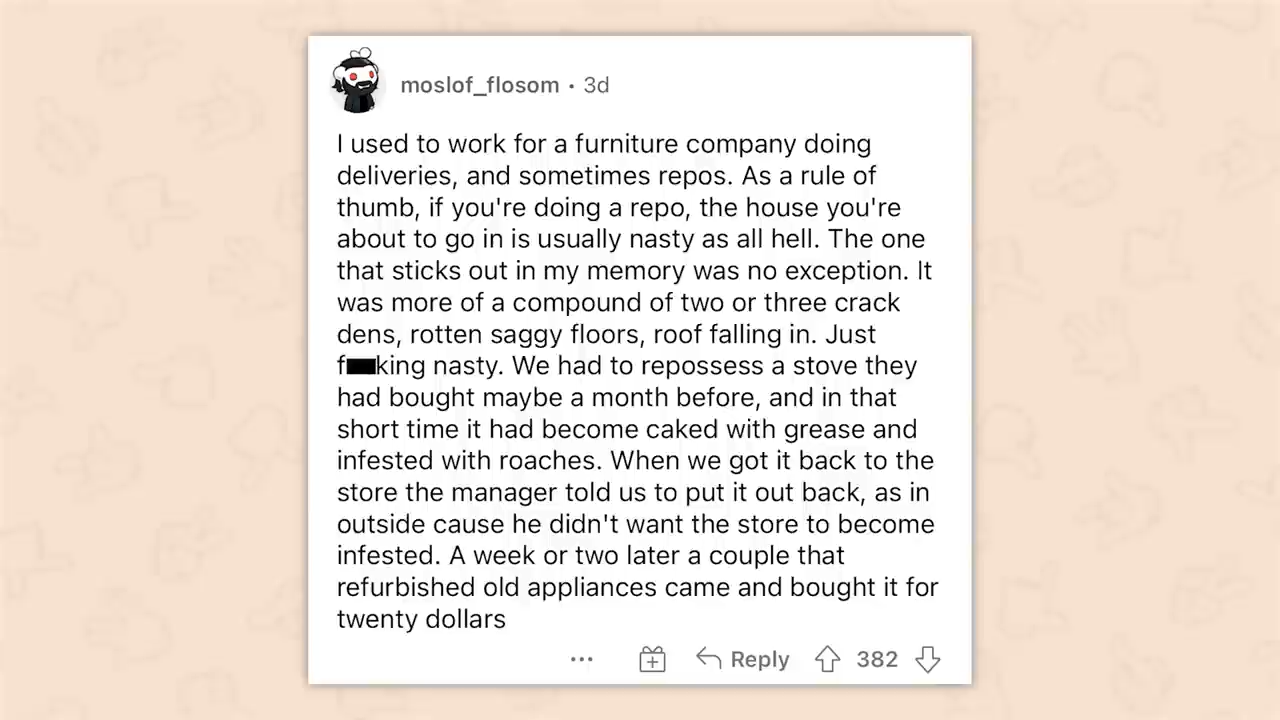 moslof_flosom · 3d
I used to work for a furniture company doing
deliveries, and sometimes repos. As a rule of
thumb, if you're doing a repo, the house you're
about to go in is usually nasty as all hell. The one
that sticks out in my memory was no exception. It
was more of a compound of two or three crack
dens, rotten saggy floors, roof falling in. Just
f██king nasty. We had to repossess a stove they
had bought maybe a month before, and in that
short time it had become caked with grease and
infested with roaches. When we got it back to the
store the manager told us to put it out back, as in
outside cause he didn't want the store to become
infested. A week or two later a couple that
refurbished old appliances came and bought it for
twenty dollars
... Reply 382